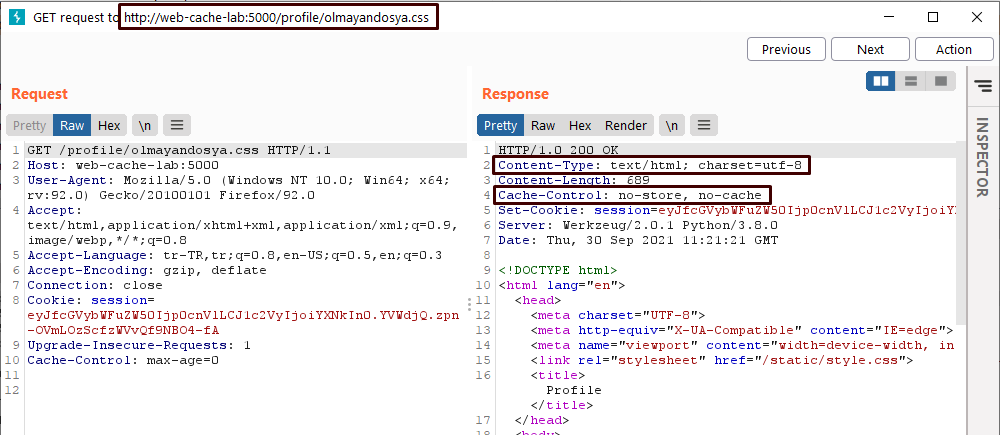 GET request to http://web-cache-lab:5000/profile/olmayandosya.css
Previous Next Action
Request
Pretty Raw Hex \n
1 GET /profile/olmayandosya.css HTTP/1.1
2 Host: web-cache-lab:5000
3 User-Agent: Mozilla/5.0 (Windows NT 10.0; Win64; x64;
rv:92.0) Gecko/20100101 Firefox/92.0
4 Accept:
text/html,application/xhtml+xml,application/xml;q=0.9,
image/webp,*/*;q=0.8
5 Accept-Language: tr-TR,tr;q=0.8,en-US;q=0.5,en;q=0.3
6 Accept-Encoding: gzip, deflate
7 Connection: close
8 Cookie: session=
eyJfcGVybWFuZW50Ijp0cnVlLCJ1c2VyIjoiYXNkIn0.YVWdjQ.zpn
-OVmLOzScfzWVvQf9NBO4-fA
9 Upgrade-Insecure-Requests: 1
10 Cache-Control: max-age=0
11
12
Response
Pretty Raw Hex Render \n
1 HTTP/1.0 200 OK
2 Content-Type: text/html; charset=utf-8
3 Content-Length: 689
4 Cache-Control: no-store, no-cache
5 Set-Cookie: session=eyJfcGVybWFuZW50Ijp0cnVlLCJ1c2VyIjoiYX
6 Server: Werkzeug/2.0.1 Python/3.8.0
7 Date: Thu, 30 Sep 2021 11:21:21 GMT
8
9 <!DOCTYPE html>
10 <html lang="en">
11 <head>
12 <meta charset="UTF-8">
13 <meta http-equiv="X-UA-Compatible" content="IE=edge">
14 <meta name="viewport" content="width=device-width, in
15 <link rel="stylesheet" href="/static/style.css">
16 <title>
Profile
</title>
17 </head>
18 <body>
INSPECTOR